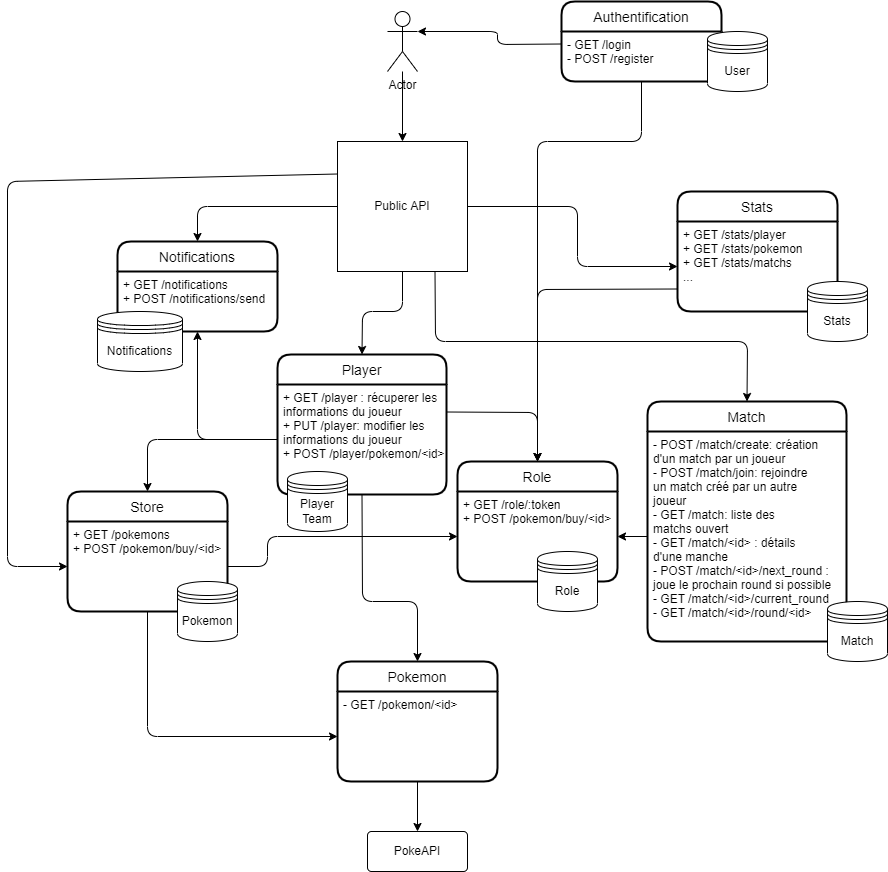 Authentification
- GET /login
- POST /register
User
Actor
Public API
Stats
+ GET /stats/player
+ GET /stats/pokemon
+ GET /stats/matchs
...
Stats
Notifications
+ GET /notifications
+ POST /notifications/send
Notifications
Player
+ GET /player : récuperer les
informations du joueur
+ PUT /player: modifier les
informations du joueur
+ POST /player/pokemon/<id>
Player
Team
Match
- POST /match/create: création
d'un match par un joueur
- POST /match/join: rejoindre
un match créé par un autre
joueur
- GET /match: liste des
matchs ouvert
- GET /match/<id> : détails
d'une manche
- POST /match/<id>/next_round :
joue le prochain round si possible
- GET /match/<id>/current_round
- GET /match/<id>/round/<id>
Match
Role
+ GET /role/:token
+ POST /pokemon/buy/<id>
Role
Store
+ GET /pokemons
+ POST /pokemon/buy/<id>
Pokemon
Pokemon
- GET /pokemon/<id>
PokeAPI